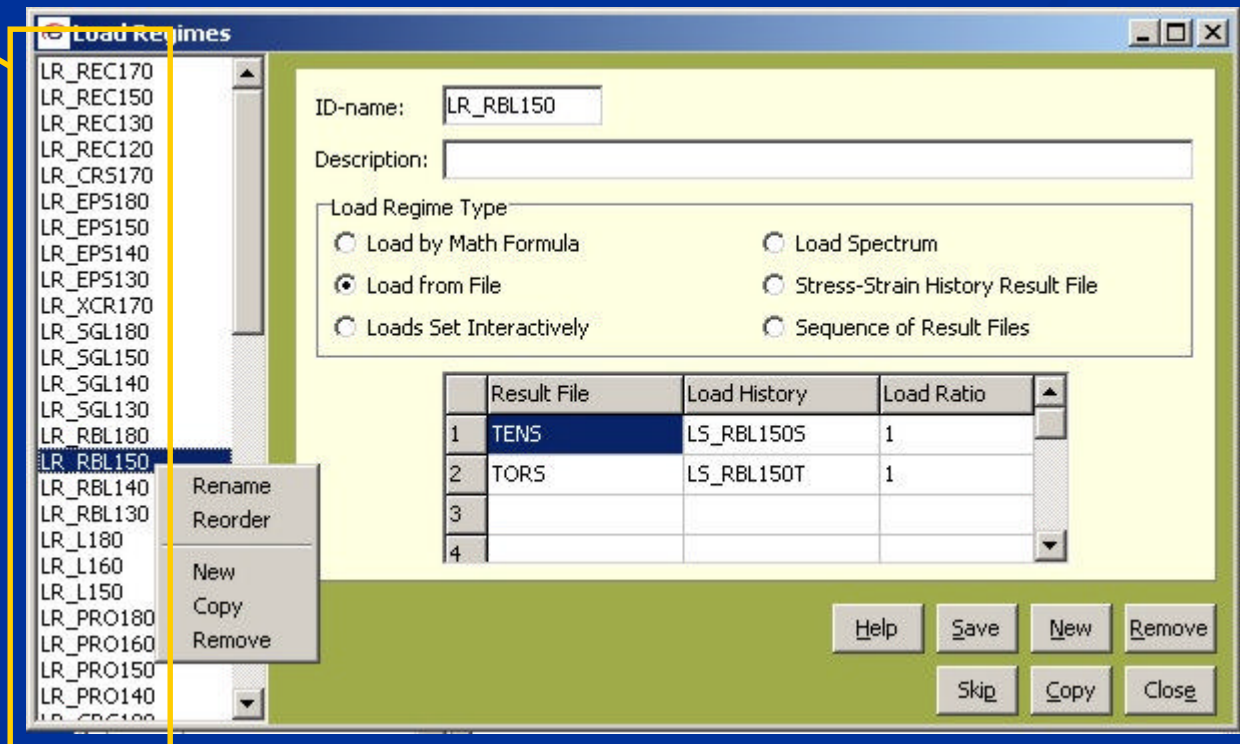 Load Regimes
LR_REC170
LR_REC150
LR_REC130
LR_REC120
LR_CRS170
LR_EPS180
LR_EPS150
LR_EPS140
LR_EPS130
LR_XCR170
LR_SGL180
LR_SGL150
LR_SGL140
LR_SGL130
LR_RBL180
LR_RBL150
LR_RBL140
LR_RBL130
LR_L180
LR_L160
LR_L150
LR_PRO180
LR_PRO160
LR_PRO150
LR_PRO140
Rename
Reorder
New
Copy
Remove
ID-name: LR_RBL150
Description:
Load Regime Type
Load by Math Formula Load Spectrum
Load from File Stress-Strain History Result File
Loads Set Interactively Sequence of Result Files
Result File Load History Load Ratio
1 TENS LS_RBL150S 1
2 TORS LS_RBL150T 1
3
4
Help Save New Remove
Skip Copy Close